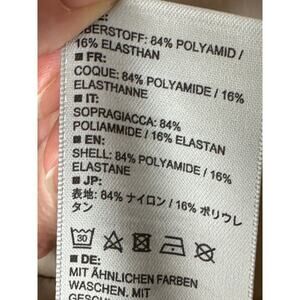 BERSTOFF: 84% POLYAMID /
16% ELASTHAN
■ FR:
COQUE: 84% POLYAMIDE / 16%
ELASTHANNE
■ IT:
SOPRAGIACCA: 84%
POLIAMMIDE / 16% ELASTAN
■ EN:
SHELL: 84% POLYAMIDE / 16%
ELASTANE
■ JP:
表地: 84% ナイロン / 16% ポリウレ
タン
30
■ DE:
MIT ÄHNLICHEN FARBEN
WASCHEN. MIT